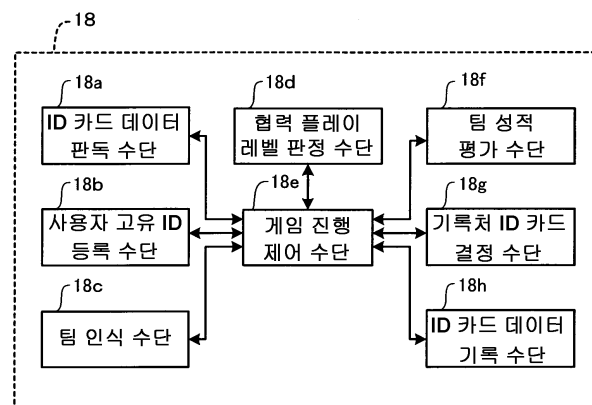 18
18a
ID 카드 데이터
판독 수단
18b
사용자 고유 ID
등록 수단
18c
팀 인식 수단
18d
협력 플레이
레벨 판정 수단
18e
게임 진행
제어 수단
18f
팀 성적
평가 수단
18g
기록처 ID 카드
결정 수단
18h
ID 카드 데이터
기록 수단